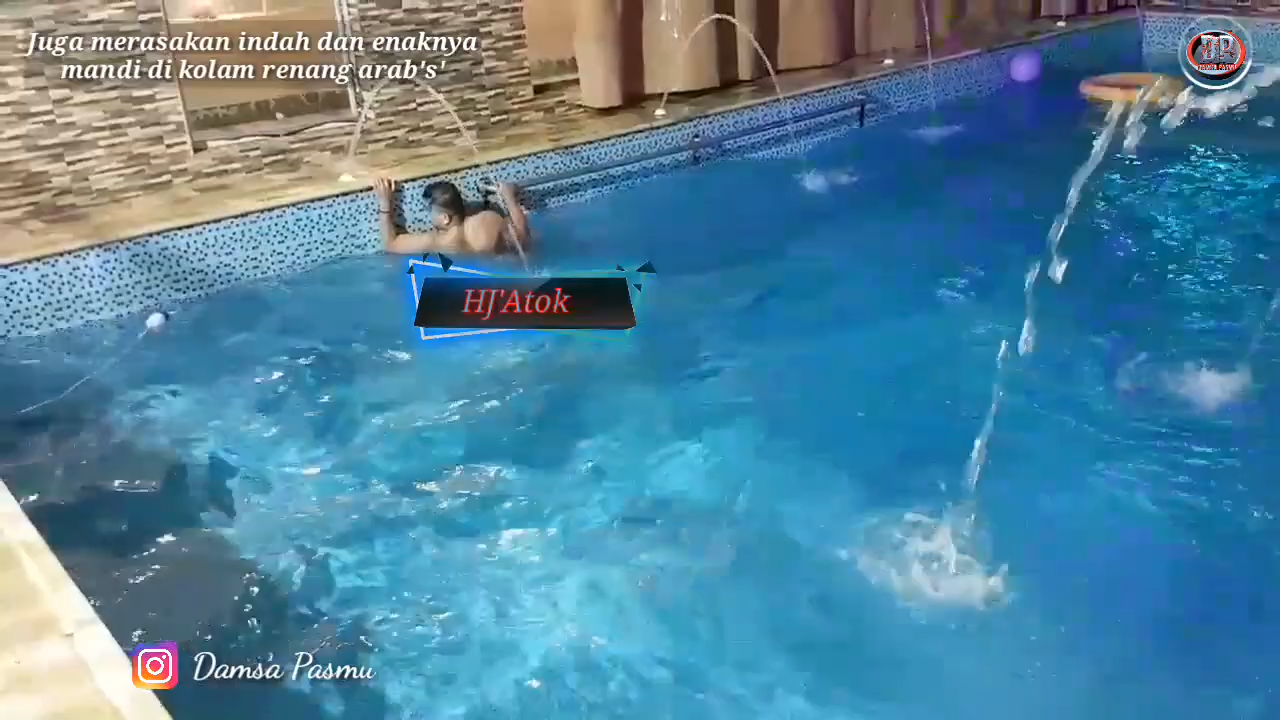 Juga merasakan indah dan enaknya
mandi di kolam renang arab's'
HJ'Atok
Damsa Pasmu